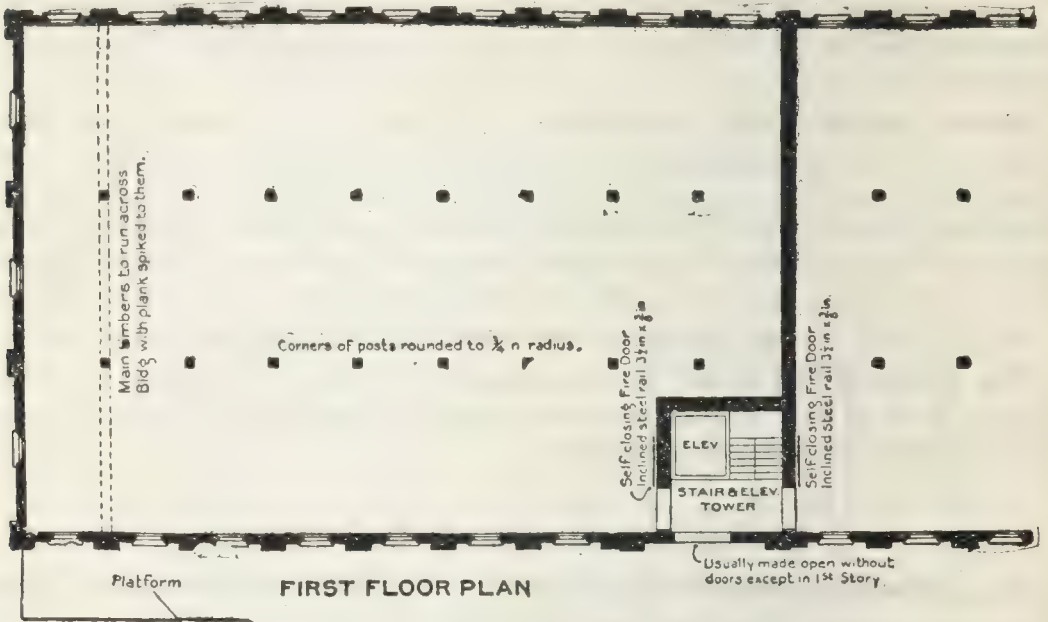 Main timbers to run across
Bldg with plank spiked to them.
Corners of posts rounded to ¾ n radius.
Self closing Fire Door
Inclined steel rail 3½ in x ⅜ in
ELEV
STAIR & ELEV.
TOWER
Self closing Fire Door
Inclined Steel rail 3½ in x ⅜ in.
Usually made open without
doors except in 1st Story.
Platform
FIRST FLOOR PLAN